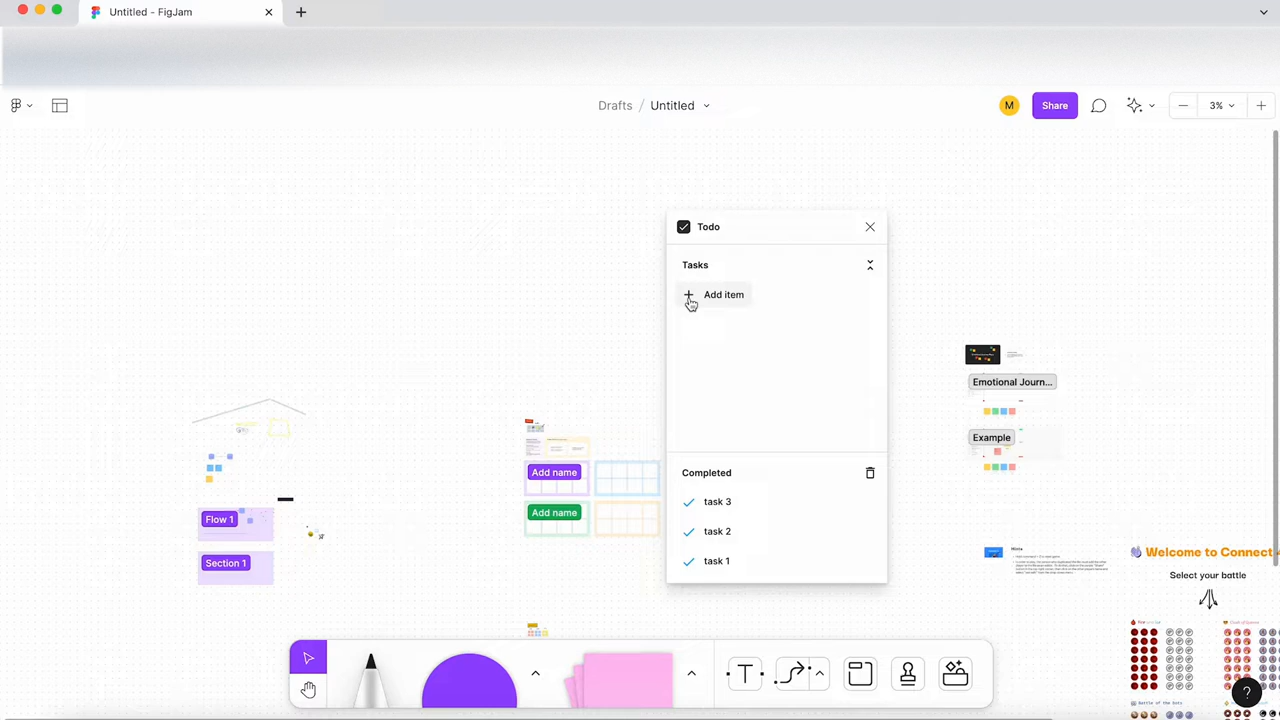 Untitled - FigJam
Drafts / Untitled
M
Share
3%
Todo
Tasks
Add item
Completed
task 3
task 2
task 1
Add name
Add name
Flow 1
Section 1
Emotional Journ...
Example
Welcome to Connect
Select your battle
T
?